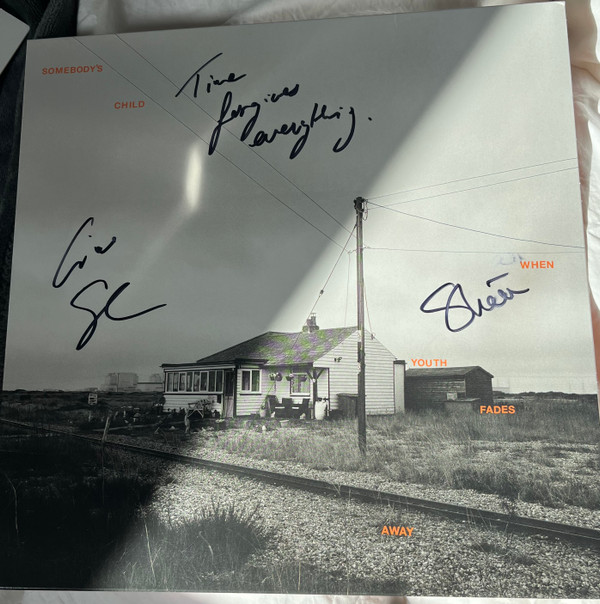 SOMEBODY'S
CHILD
Time
forgives
everything.
WHEN
YOUTH
FADES
AWAY